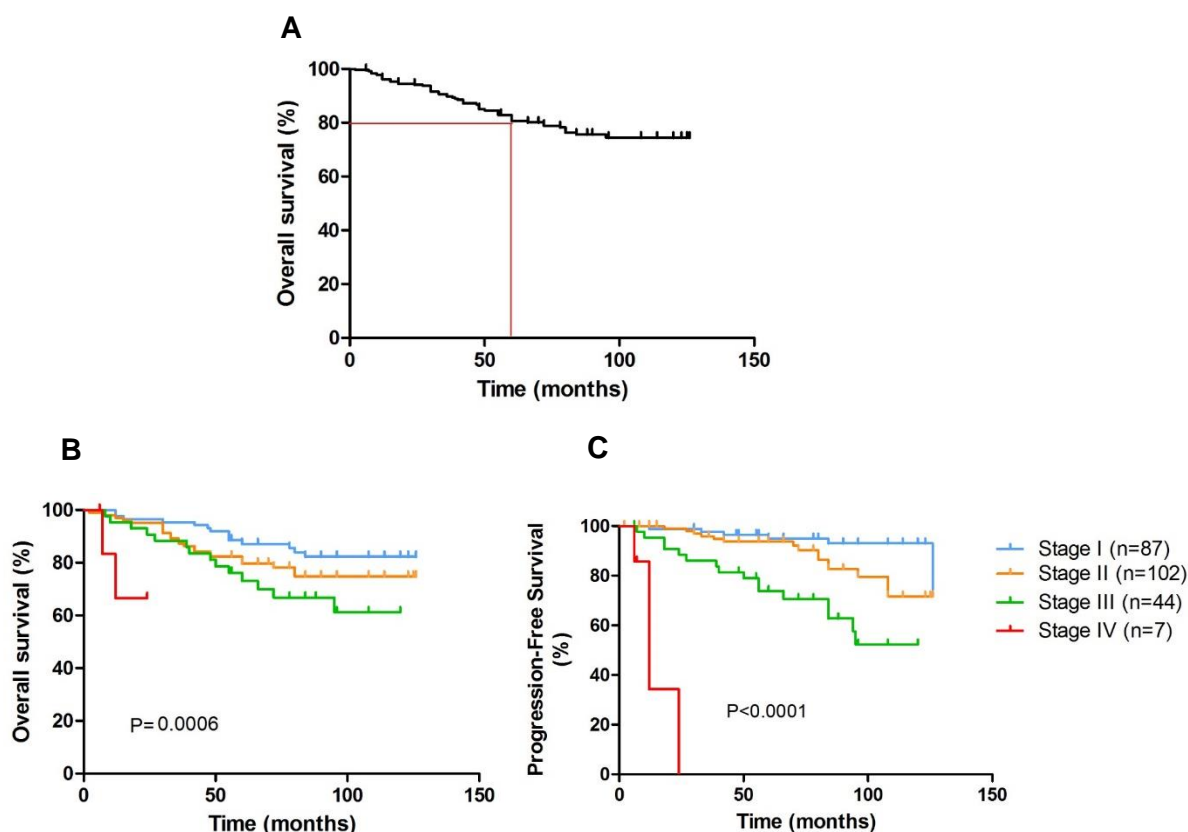 A
Overall survival (%)
100
80
60
40
20
0
0 50 100 150
Time (months)
B
Overall survival (%)
100
80
60
40
20
0
P= 0.0006
0 50 100 150
Time (months)
C
Progression-Free Survival
(%)
100
80
60
40
20
0
P<0.0001
0 50 100 150
Time (months)
Stage I (n=87)
Stage II (n=102)
Stage III (n=44)
Stage IV (n=7)